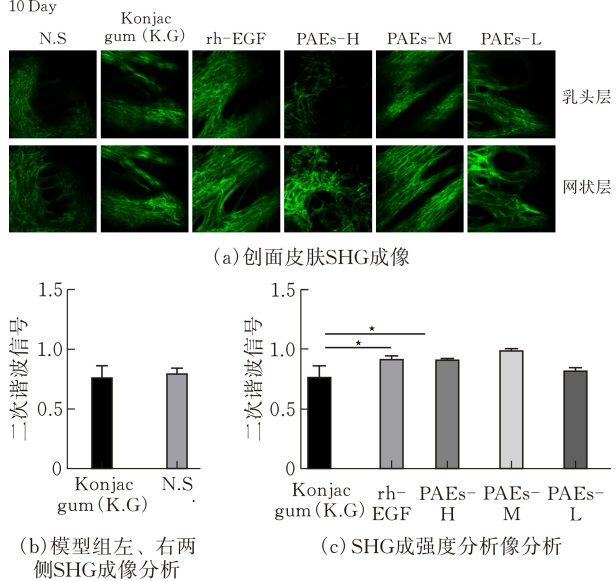 10 Day
N.S
Konjac
gum (K.G)
rh-EGF
PAEs-H
PAEs-M
PAEs-L
乳头层
网状层
(a)创面皮肤SHG成像
二次谐波信号
1.5
1.0
0.5
0
Konjac
gum(K.G)
N.S
(b)模型组左、右两
侧SHG成像分析
二次谐波信号
1.5
1.0
0.5
0
★
★
Konjac
gum(K.G)
rh-
EGF
PAEs-
H
PAEs-
M
PAEs-
L
(c)SHG成强度分析像分析